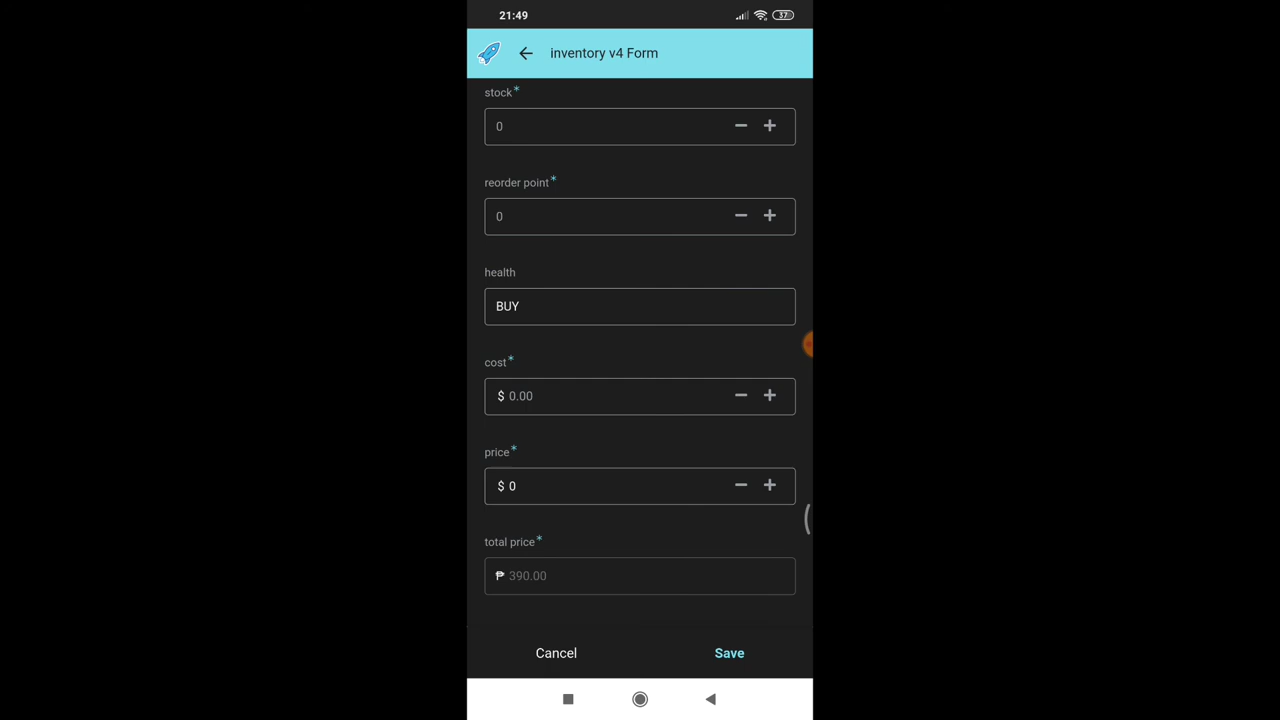 21:49
37
inventory v4 Form
stock*
0
reorder point*
0
health
BUY
cost*
$ 0.00
price*
$ 0
total price*
₱ 390.00
Cancel
Save